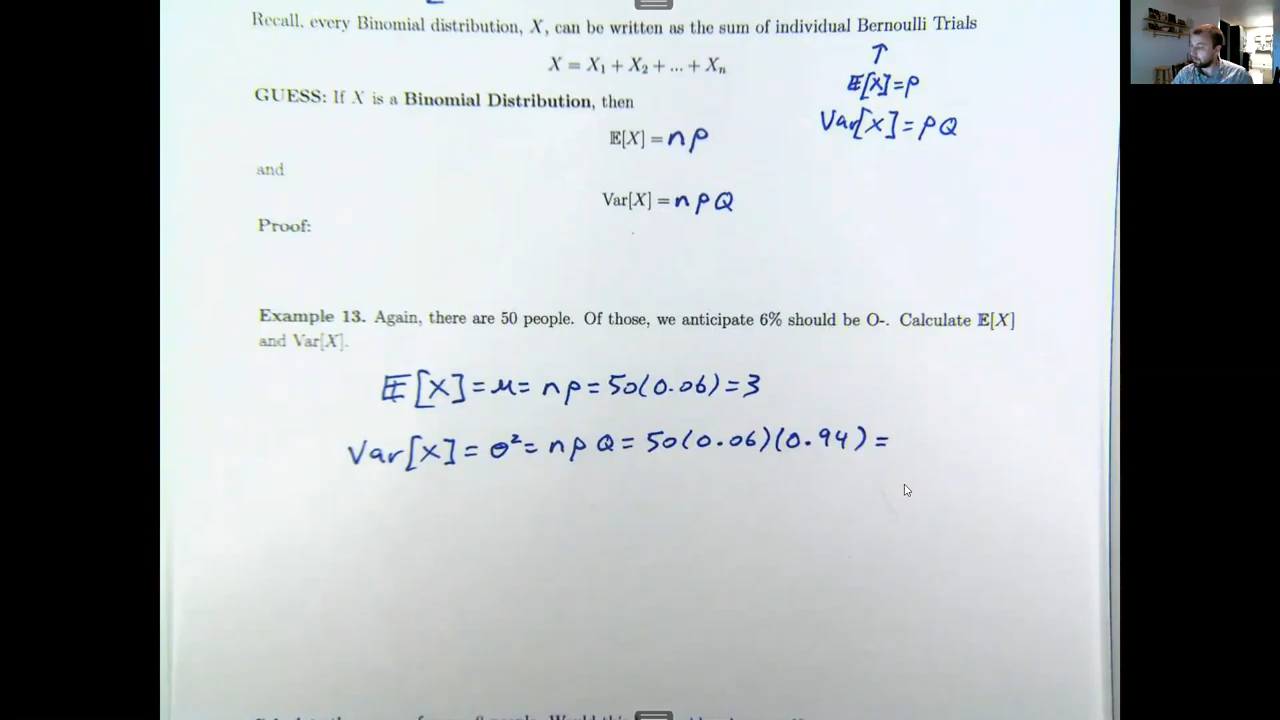 Recall, every Binomial distribution, X, can be written as the sum of individual Bernoulli Trials
X = X₁ + X₂ + ... + Xₙ
↑
𝔼[X]=p
GUESS: If X is a Binomial Distribution, then
Var[X]=pQ
𝔼[X] = np
and
Var[X] = npQ
Proof:
Example 13. Again, there are 50 people. Of those, we anticipate 6% should be O-. Calculate 𝔼[X]
and Var[X].
𝔼[X]=μ=np=50(0.06)=3
Var[X]=σ²=npQ=50(0.06)(0.94)=